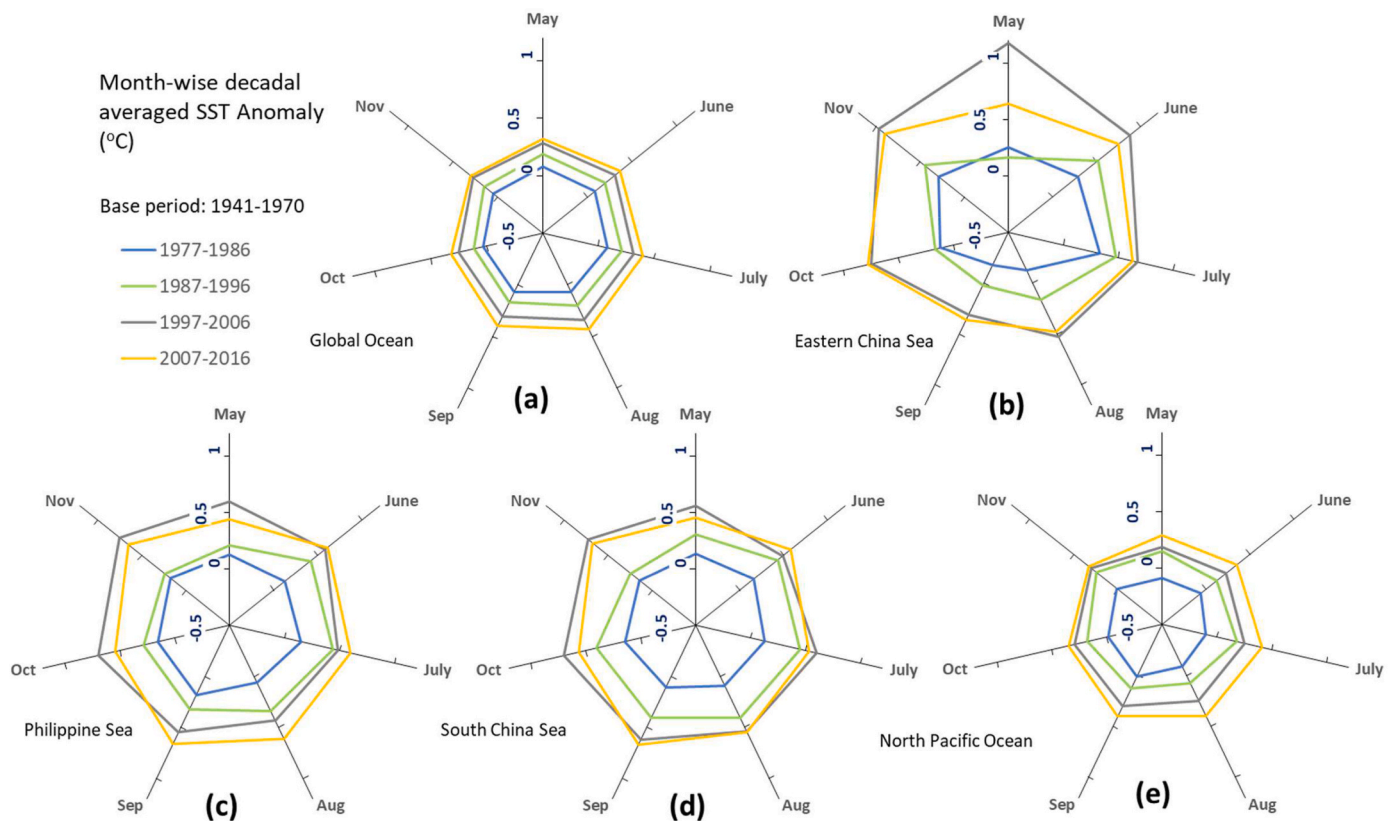 Month-wise decadal
averaged SST Anomaly
(°C)
Base period: 1941-1970
1977-1986
1987-1996
1997-2006
2007-2016
May
June
July
Aug
Sep
Oct
Nov
1
0.5
0
-0.5
Global Ocean
(a)
May
June
July
Aug
Sep
Oct
Nov
1
0.5
0
-0.5
Eastern China Sea
(b)
May
June
July
Aug
Sep
Oct
Nov
1
0.5
0
-0.5
Philippine Sea
(c)
May
June
July
Aug
Sep
Oct
Nov
1
0.5
0
-0.5
South China Sea
(d)
May
June
July
Aug
Sep
Oct
Nov
1
0.5
0
-0.5
North Pacific Ocean
(e)